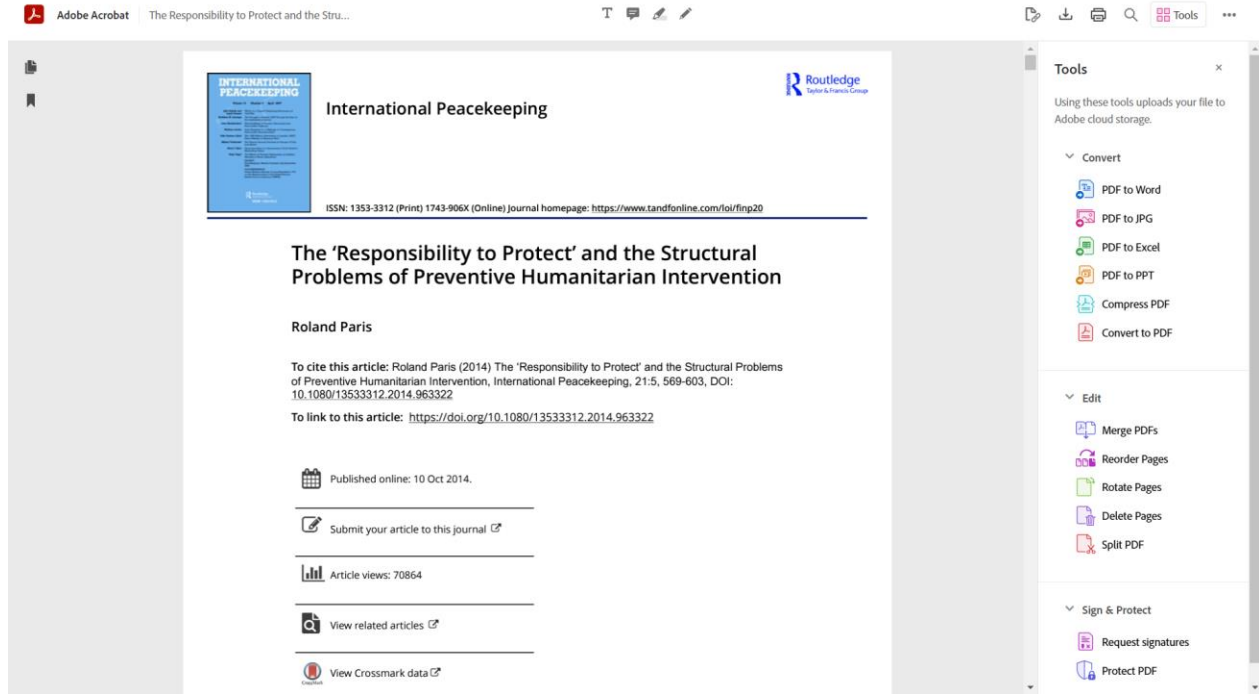 Adobe Acrobat
The Responsibility to Protect and the Stru...
T
Tools
INTERNATIONAL
PEACEKEEPING
International Peacekeeping
Routledge
Taylor & Francis Group
ISSN: 1353-3312 (Print) 1743-906X (Online) Journal homepage: https://www.tandfonline.com/loi/finp20
The ‘Responsibility to Protect’ and the Structural
Problems of Preventive Humanitarian Intervention
Roland Paris
To cite this article: Roland Paris (2014) The ‘Responsibility to Protect’ and the Structural Problems
of Preventive Humanitarian Intervention, International Peacekeeping, 21:5, 569-603, DOI:
10.1080/13533312.2014.963322
To link to this article: https://doi.org/10.1080/13533312.2014.963322
Published online: 10 Oct 2014.
Submit your article to this journal
Article views: 70864
View related articles
View Crossmark data
Tools
Using these tools uploads your file to
Adobe cloud storage.
Convert
PDF to Word
PDF to JPG
PDF to Excel
PDF to PPT
Compress PDF
Convert to PDF
Edit
Merge PDFs
Reorder Pages
Rotate Pages
Delete Pages
Split PDF
Sign & Protect
Request signatures
Protect PDF